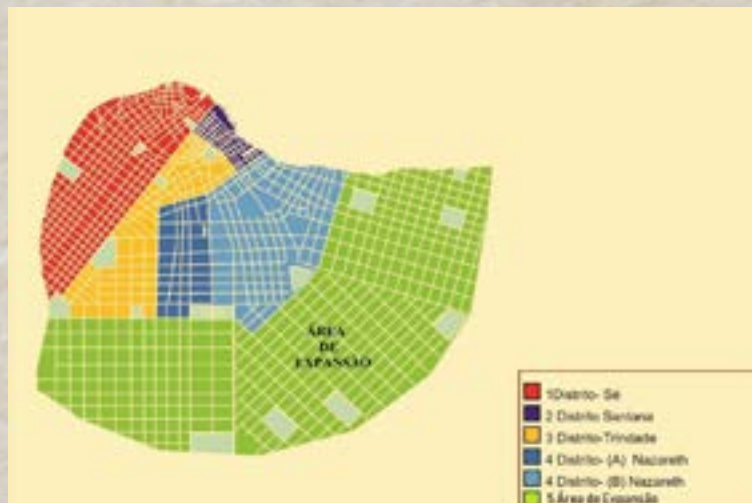 ÁREA
DE
EXPANSÃO
1Distrito- Sé
2 Distrito Santana
3 Distrito-Trindade
4 Distrito- (A) Nazareth
4 Distrito- (B) Nazareth
5 Área de Expansão